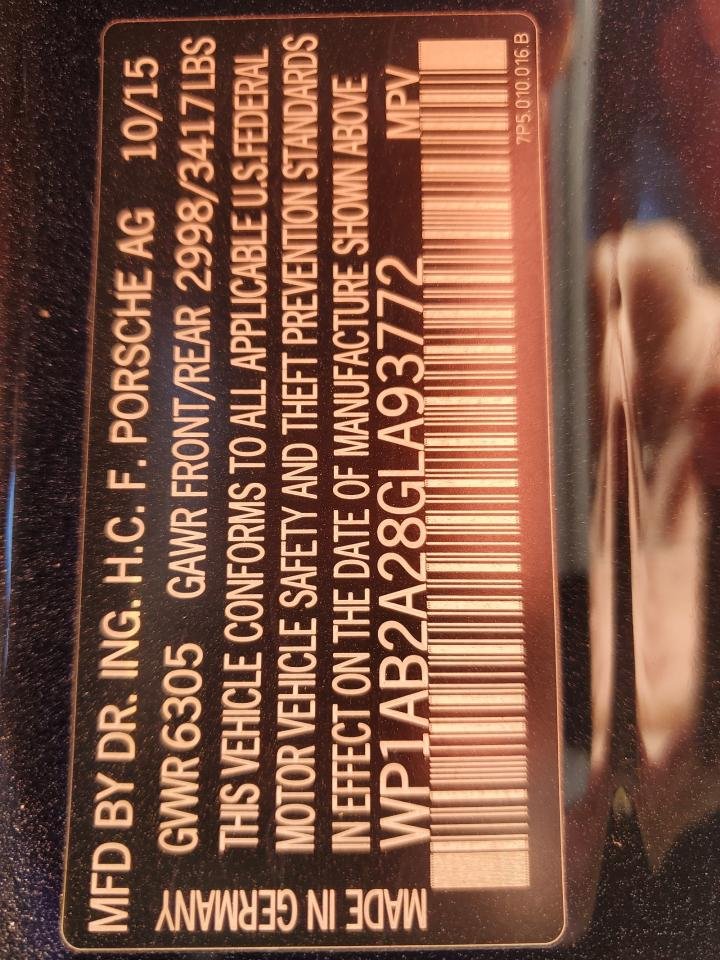 MFD BY DR. ING. H.C. F. PORSCHE AG 10/15
GVWR 6305 GAWR FRONT/REAR 2998/3417LBS
THIS VEHICLE CONFORMS TO ALL APPLICABLE U.S.FEDERAL
MOTOR VEHICLE SAFETY AND THEFT PREVENTION STANDARDS
IN EFFECT ON THE DATE OF MANUFACTURE SHOWN ABOVE
WP1AB2A28GLA93772 MPV
MADE IN GERMANY
7P5.010.016.B